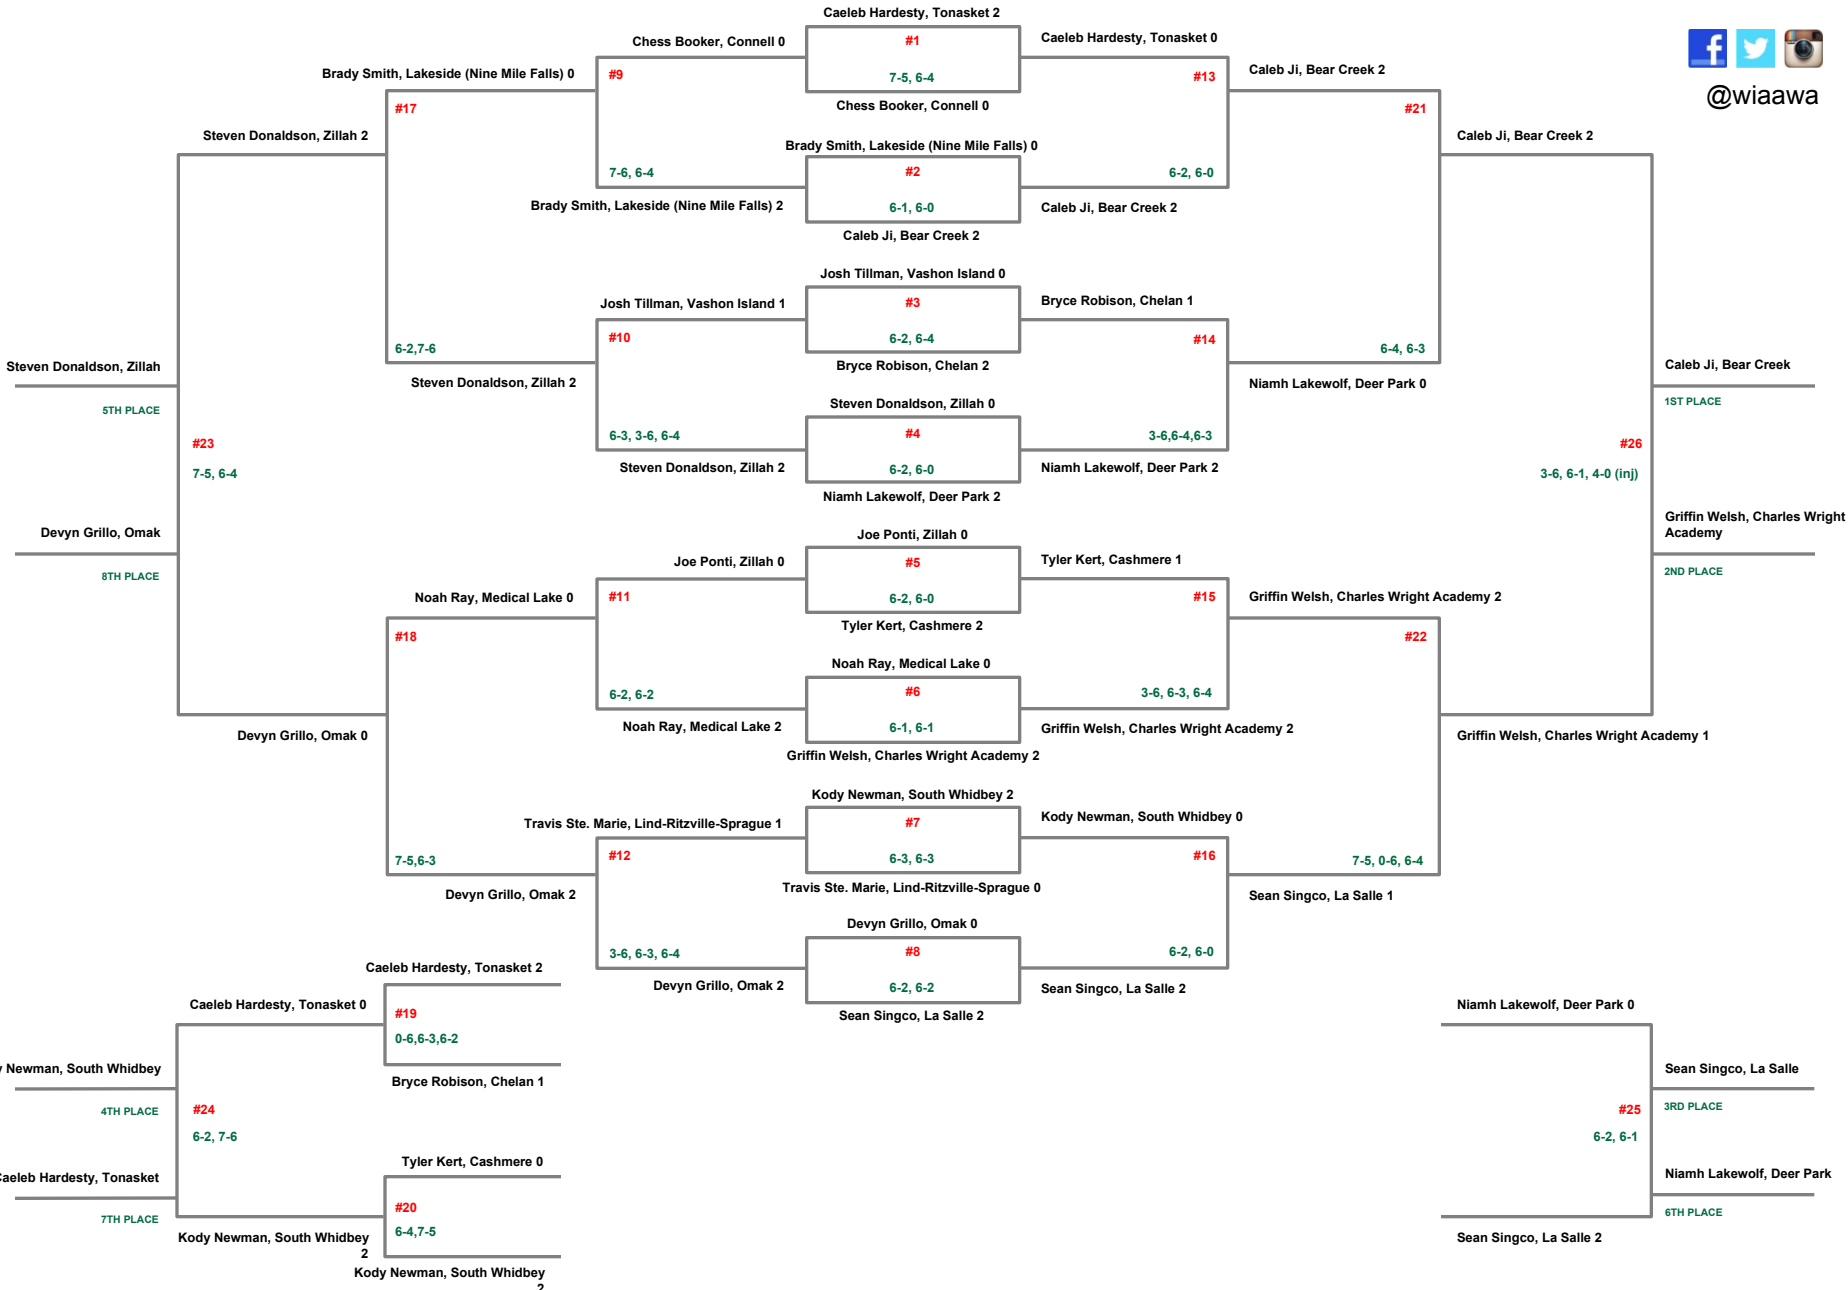 Caeleb Hardesty, Tonasket 2
Chess Booker, Connell 0
#1
Caeleb Hardesty, Tonasket 0
Brady Smith, Lakeside (Nine Mile Falls) 0
#9
7-5, 6-4
#13
Caleb Ji, Bear Creek 2
@wiaawa
#17
Chess Booker, Connell 0
#21
Steven Donaldson, Zillah 2
Brady Smith, Lakeside (Nine Mile Falls) 0
Caleb Ji, Bear Creek 2
7-6, 6-4
#2
6-2, 6-0
Brady Smith, Lakeside (Nine Mile Falls) 2
6-1, 6-0
Caleb Ji, Bear Creek 2
Caleb Ji, Bear Creek 2
Josh Tillman, Vashon Island 0
Josh Tillman, Vashon Island 1
#3
Bryce Robison, Chelan 1
#10
6-2, 6-4
#14
6-2,7-6
6-4, 6-3
Steven Donaldson, Zillah
Bryce Robison, Chelan 2
Caleb Ji, Bear Creek
Steven Donaldson, Zillah 2
Niamh Lakewolf, Deer Park 0
5TH PLACE
Steven Donaldson, Zillah 0
1ST PLACE
#23
6-3, 3-6, 6-4
#4
3-6,6-4,6-3
#26
7-5, 6-4
Steven Donaldson, Zillah 2
6-2, 6-0
Niamh Lakewolf, Deer Park 2
3-6, 6-1, 4-0 (inj)
Niamh Lakewolf, Deer Park 2
Griffin Welsh, Charles Wright
Academy
Devyn Grillo, Omak
Joe Ponti, Zillah 0
Joe Ponti, Zillah 0
#5
Tyler Kert, Cashmere 1
8TH PLACE
2ND PLACE
Noah Ray, Medical Lake 0
#11
6-2, 6-0
#15
Griffin Welsh, Charles Wright Academy 2
#18
Tyler Kert, Cashmere 2
#22
Noah Ray, Medical Lake 0
6-2, 6-2
#6
3-6, 6-3, 6-4
Noah Ray, Medical Lake 2
6-1, 6-1
Griffin Welsh, Charles Wright Academy 2
Devyn Grillo, Omak 0
Griffin Welsh, Charles Wright Academy 1
Griffin Welsh, Charles Wright Academy 2
Kody Newman, South Whidbey 2
Travis Ste. Marie, Lind-Ritzville-Sprague 1
#7
Kody Newman, South Whidbey 0
7-5,6-3
#12
6-3, 6-3
#16
7-5, 0-6, 6-4
Devyn Grillo, Omak 2
Travis Ste. Marie, Lind-Ritzville-Sprague 0
Sean Singco, La Salle 1
Devyn Grillo, Omak 0
3-6, 6-3, 6-4
#8
6-2, 6-0
Caeleb Hardesty, Tonasket 2
Devyn Grillo, Omak 2
6-2, 6-2
Sean Singco, La Salle 2
Caeleb Hardesty, Tonasket 0
#19
Sean Singco, La Salle 2
Niamh Lakewolf, Deer Park 0
0-6,6-3,6-2
Newman, South Whidbey
Bryce Robison, Chelan 1
Sean Singco, La Salle
4TH PLACE
#24
#25
3RD PLACE
6-2, 7-6
6-2, 6-1
Tyler Kert, Cashmere 0
Caeleb Hardesty, Tonasket
Niamh Lakewolf, Deer Park
7TH PLACE
#20
6TH PLACE
Kody Newman, South Whidbey
2
6-4,7-5
Sean Singco, La Salle 2
Kody Newman, South Whidbey
2